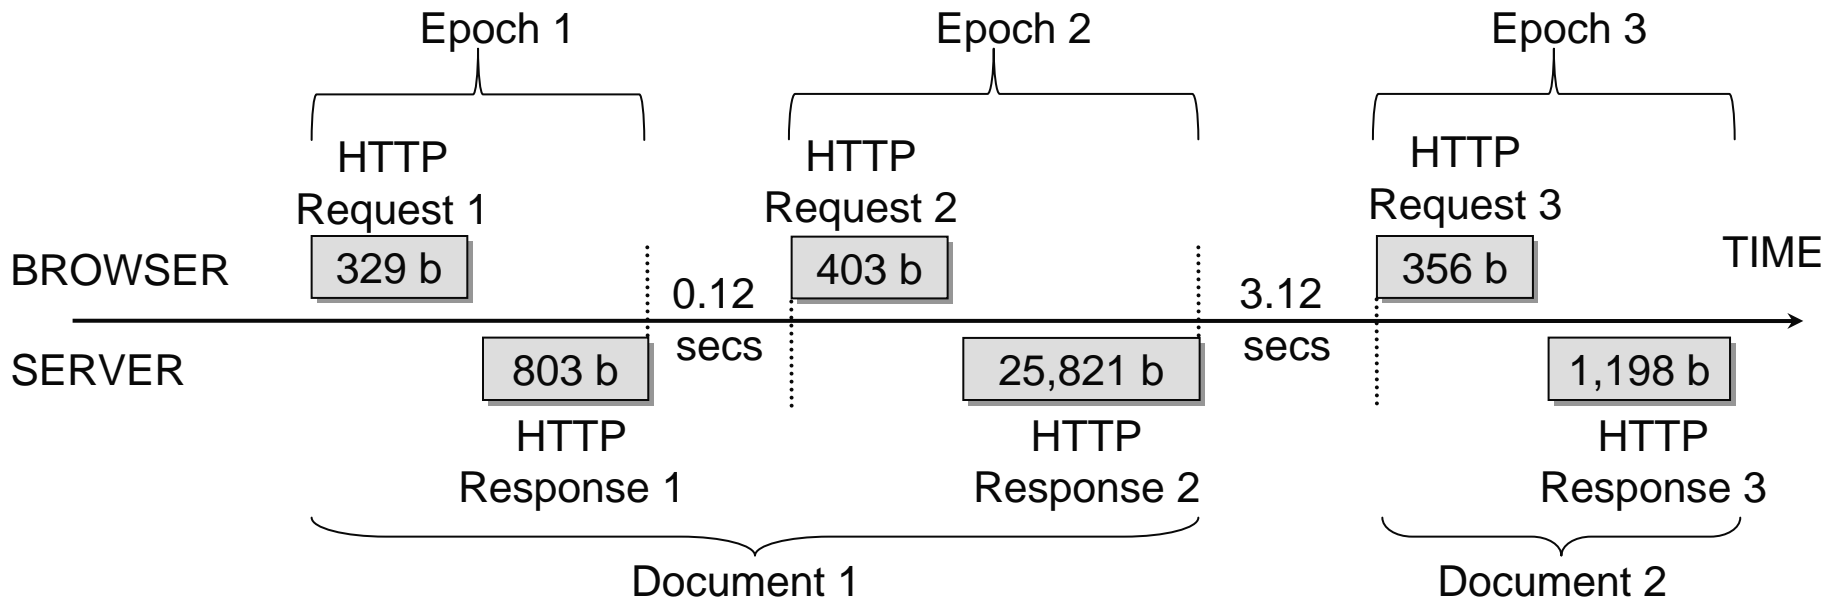 Epoch 1
Epoch 2
Epoch 3
HTTP
Request 1
HTTP
Request 2
HTTP
Request 3
BROWSER
329 b
403 b
356 b
TIME
0.12
secs
3.12
secs
SERVER
803 b
25,821 b
1,198 b
HTTP
Response 1
HTTP
Response 2
HTTP
Response 3
Document 1
Document 2